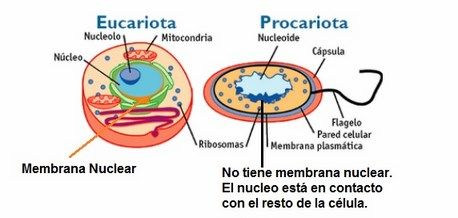 Eucariota
Procariota
Nucleolo
Mitocondria
Núcleo
Nucleoide
Cápsula
Ribosomas
Flagelo
Pared celular
Membrana plasmática
Membrana Nuclear
No tiene membrana nuclear.
El nucleo está en contacto
con el resto de la célula.